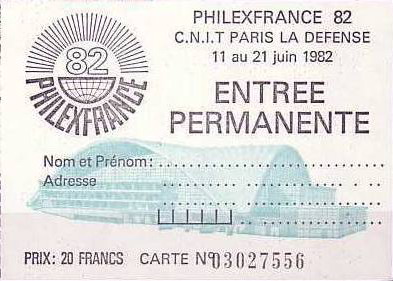 PHILEXFRANCE 82
C.N.I.T PARIS LA DEFENSE
11 au 21 juin 1982
82
PHILEXFRANCE
ENTREE
PERMANENTE
Nom et Prénom:
Adresse
PRIX: 20 FRANCS CARTE Nº03027556